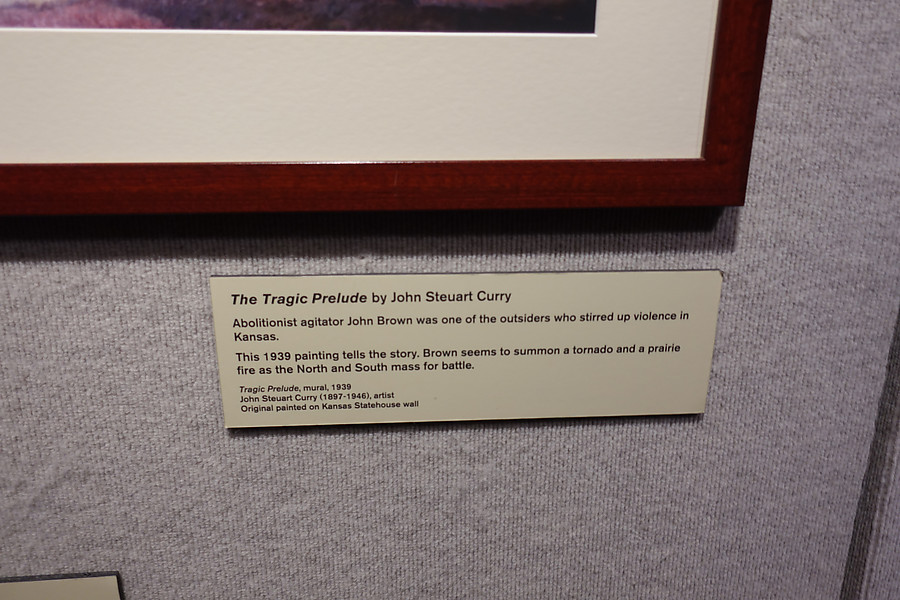 The Tragic Prelude by John Steuart Curry
Abolitionist agitator John Brown was one of the outsiders who stirred up violence in
Kansas.
This 1939 painting tells the story. Brown seems to summon a tornado and a prairie
fire as the North and South mass for battle.
Tragic Prelude, mural, 1939
John Steuart Curry (1897-1946), artist
Original painted on Kansas Statehouse wall